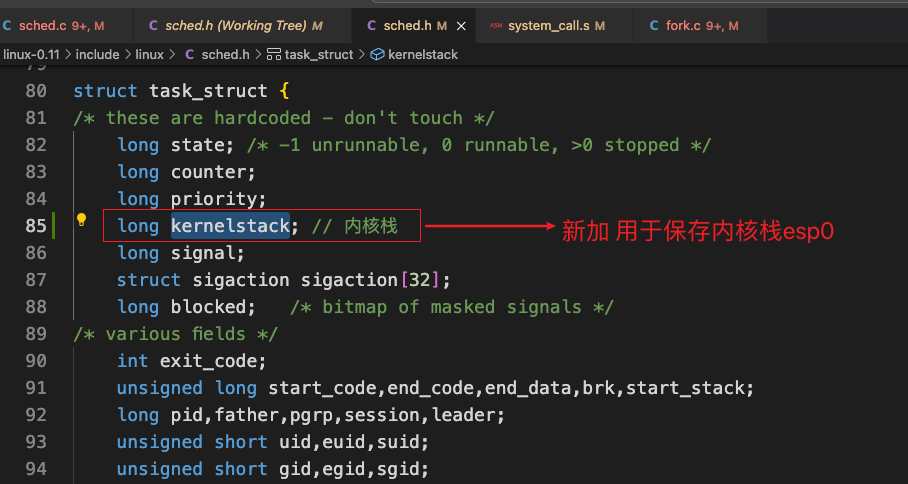 sched.c 9+, M
sched.h (Working Tree) M
sched.h M
system_call.s M
fork.c 9+, M
linux-0.11 > include > linux > C sched.h > task_struct > kernelstack
79
80 struct task_struct {
81 /* these are hardcoded - don't touch */
82 long state; /* -1 unrunnable, 0 runnable, >0 stopped */
83 long counter;
84 long priority;
85 long kernelstack; // 内核栈
新加 用于保存内核栈esp0
86 long signal;
87 struct sigaction sigaction[32];
88 long blocked; /* bitmap of masked signals */
89 /* various fields */
90 int exit_code;
91 unsigned long start_code,end_code,end_data,brk,start_stack;
92 long pid,father,pgrp,session,leader;
93 unsigned short uid,euid,suid;
94 unsigned short gid,egid,sgid;